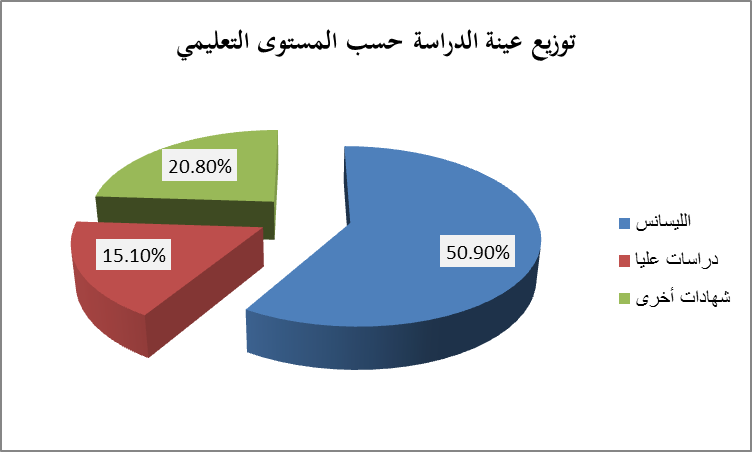 توزيع عينة الدراسة حسب المستوى التعليمي
20.80%
15.10%
50.90%
الليسانس
دراسات عليا
شهادات أخرى